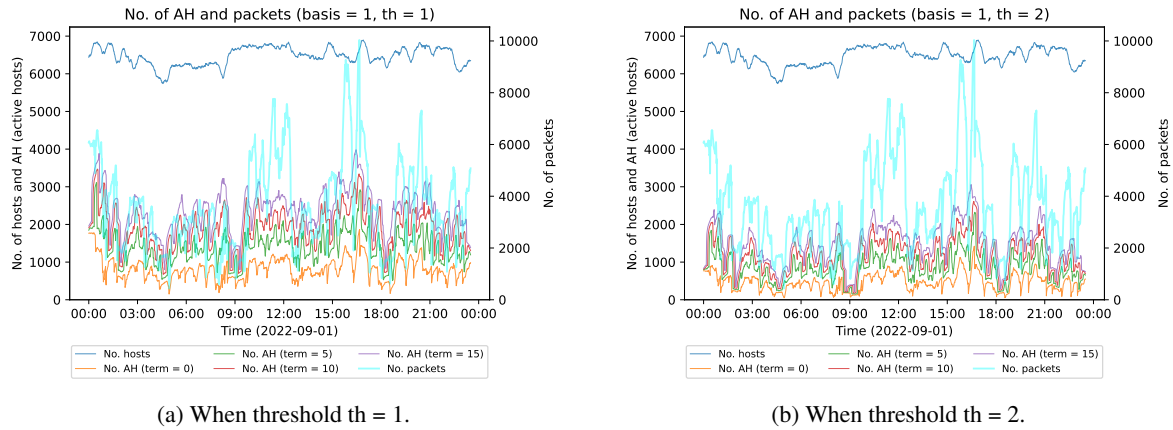 No. of AH and packets (basis = 1, th = 1)
No. of hosts and AH (active hosts)
7000
6000
5000
4000
3000
2000
1000
0
10000
8000
6000
4000
2000
0
No. of packets
00:00 03:00 06:00 09:00 12:00 15:00 18:00 21:00 00:00
Time (2022-09-01)
No. hosts No. AH (term = 5) No. AH (term = 15)
No. AH (term = 0) No. AH (term = 10) No. packets
(a) When threshold th = 1.
No. of AH and packets (basis = 1, th = 2)
No. of hosts and AH (active hosts)
7000
6000
5000
4000
3000
2000
1000
0
10000
8000
6000
4000
2000
0
No. of packets
00:00 03:00 06:00 09:00 12:00 15:00 18:00 21:00 00:00
Time (2022-09-01)
No. hosts No. AH (term = 5) No. AH (term = 15)
No. AH (term = 0) No. AH (term = 10) No. packets
(b) When threshold th = 2.